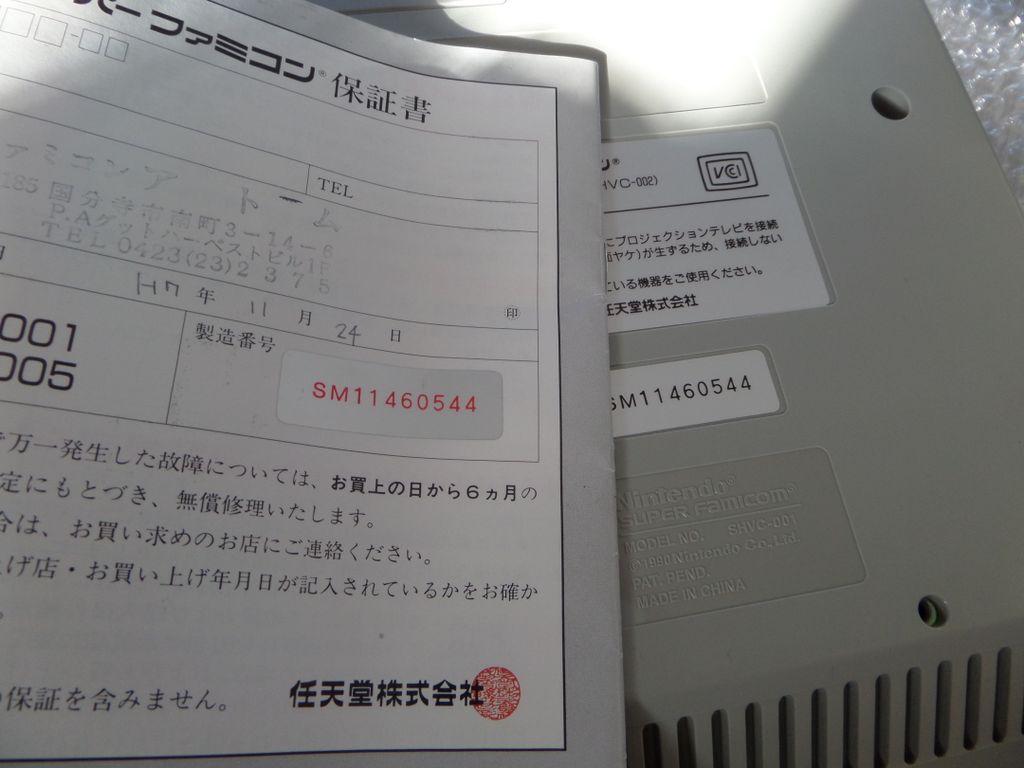 パーファミコン® 保証書
ァミコンアトーム
TEL
185 国分寺市南町3-14-6
P.Aグットハーベストビル1F
TEL 0423(23)2375
H7 年 11 月 24 日
印
001
005
製造番号
SM11460544
万一発生した故障については、お買上の日から6ヵ月の
定にもとづき、無償修理いたします。
合は、お買い求めのお店にご連絡ください。
げ店・お買い上げ年月日が記入されているかをお確か
保証を含みません。
任天堂株式会社
HVC-002)
VCCI
にプロジェクションテレビを接続
面ヤケ)が生ずるため、接続しない
ている機器をご使用ください。
任天堂株式会社
SM11460544
Nintendo®
SUPER Famicom®
MODEL NO. SHVC-001
©1990 Nintendo Co.,Ltd.
PAT. PEND.
MADE IN CHINA